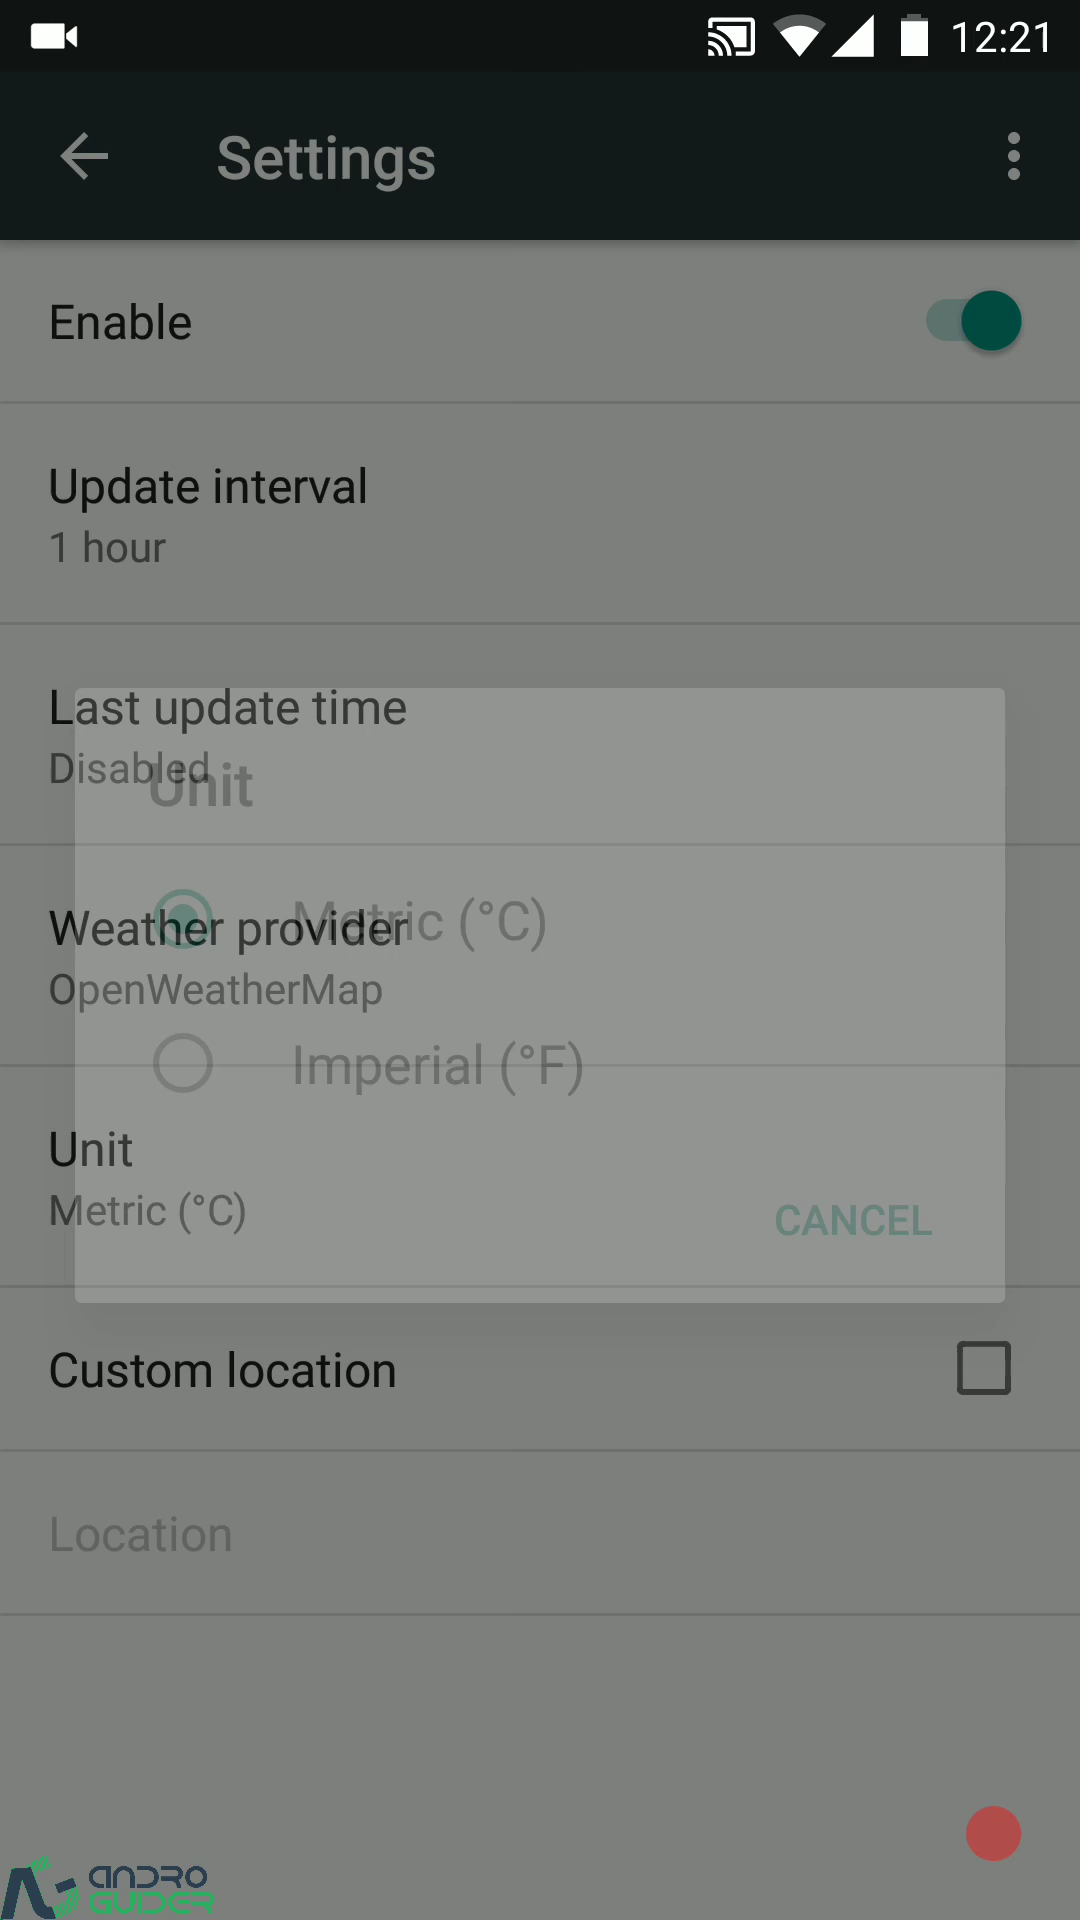 12:21
Settings
Enable
Update interval
1 hour
Last update time
Disabled
Unit
Metric (°C)
Weather provider
OpenWeatherMap
Imperial (°F)
Unit
Metric (°C)
CANCEL
Custom location
Location
ANDRO
GUIDER